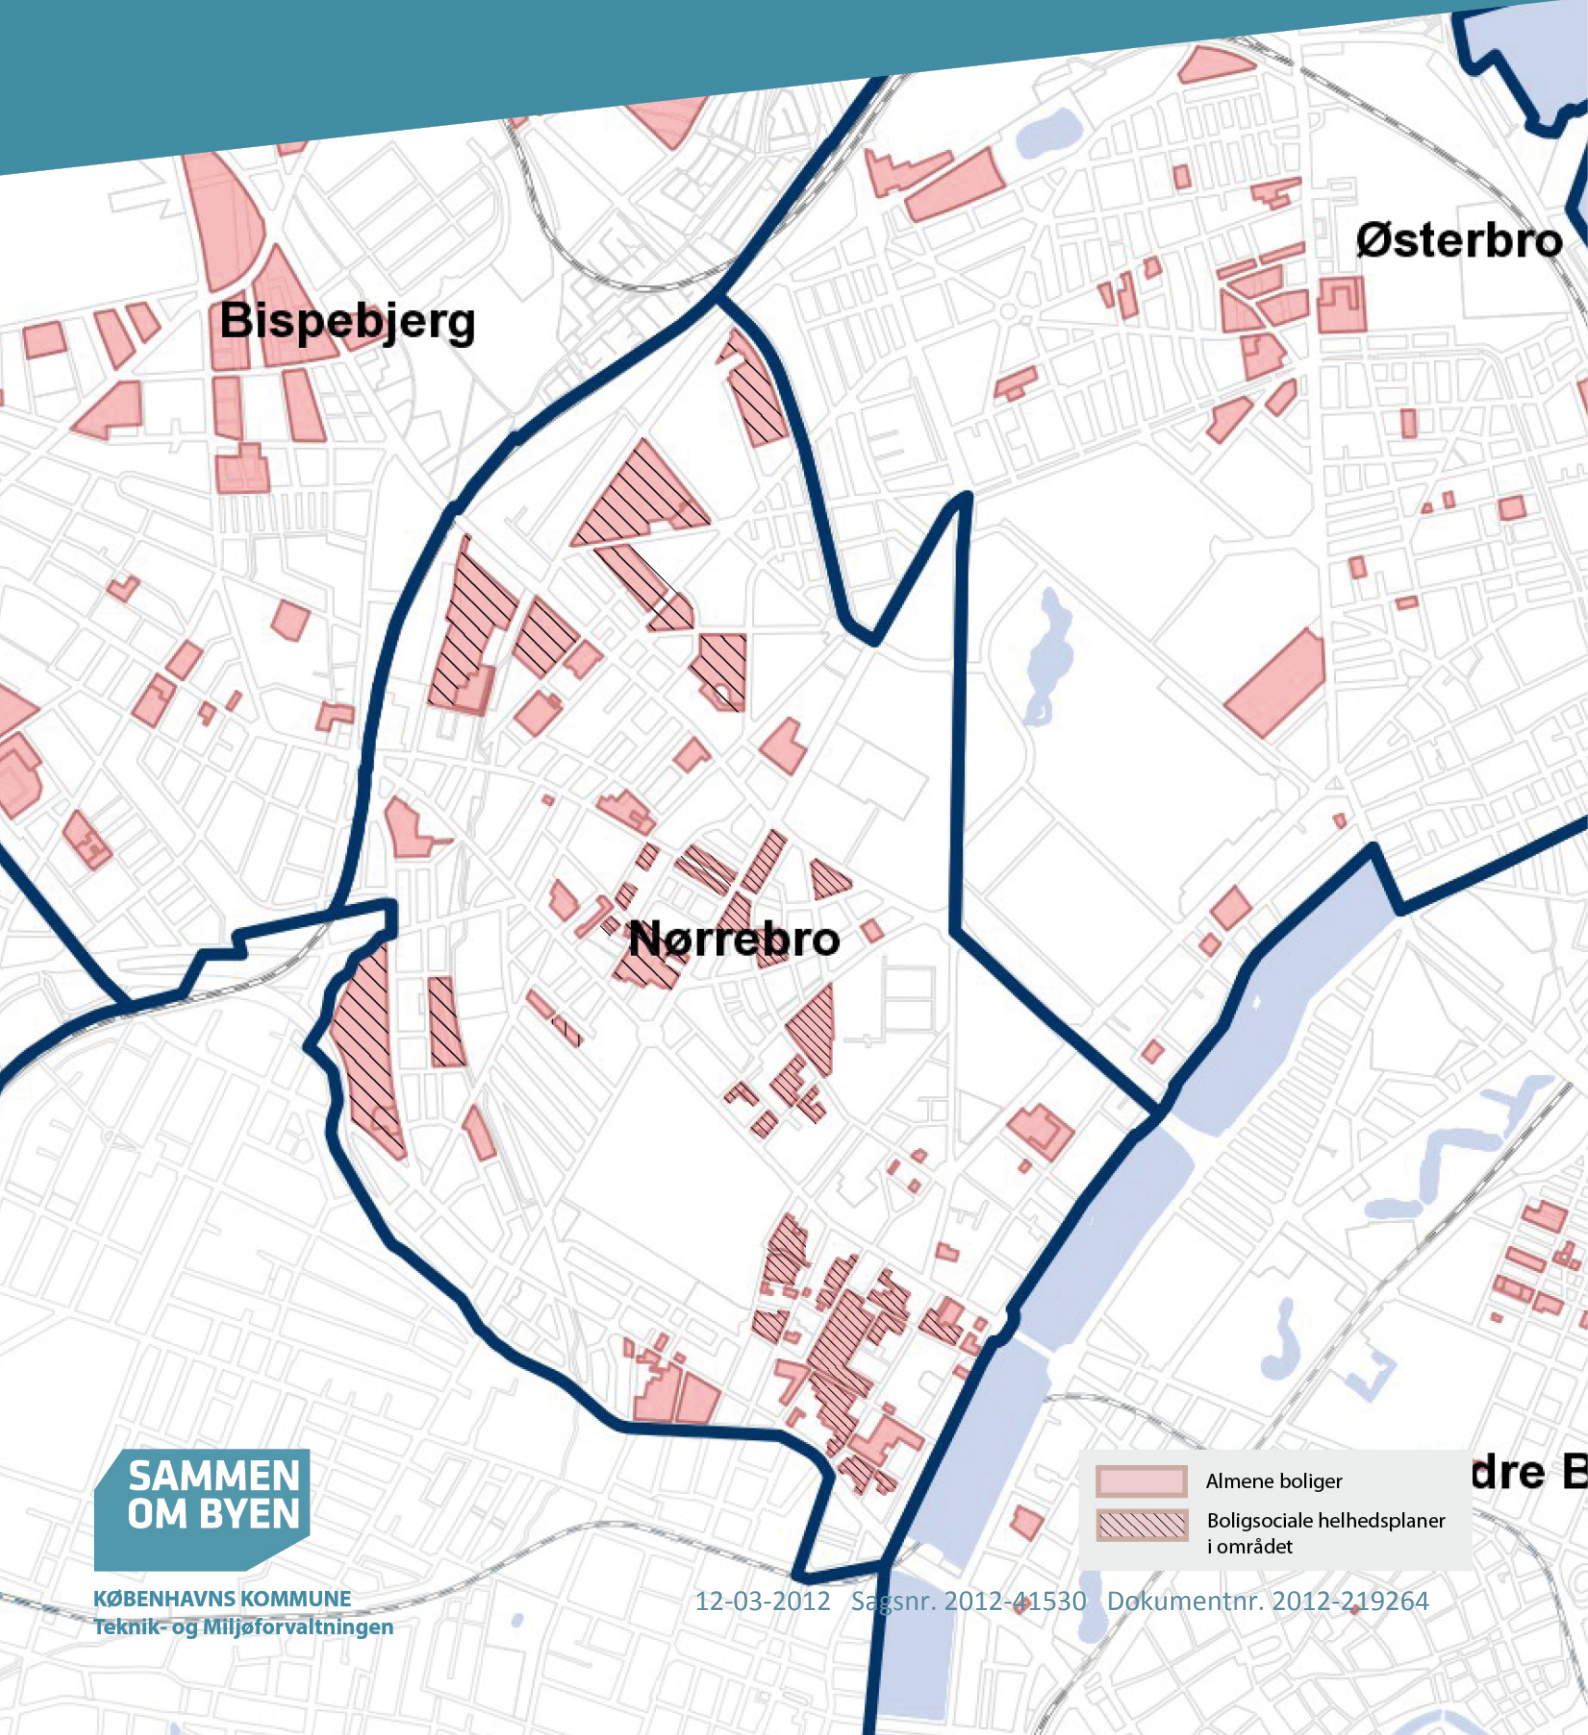 Østerbro
Bispebjerg
Nørrebro
dre B
Almene boliger
Boligsociale helhedsplaner
i området
SAMMEN
OM BYEN
KØBENHAVNS KOMMUNE
Teknik- og Miljøforvaltningen
12-03-2012 Sagsnr. 2012-41530 Dokumentnr. 2012-219264